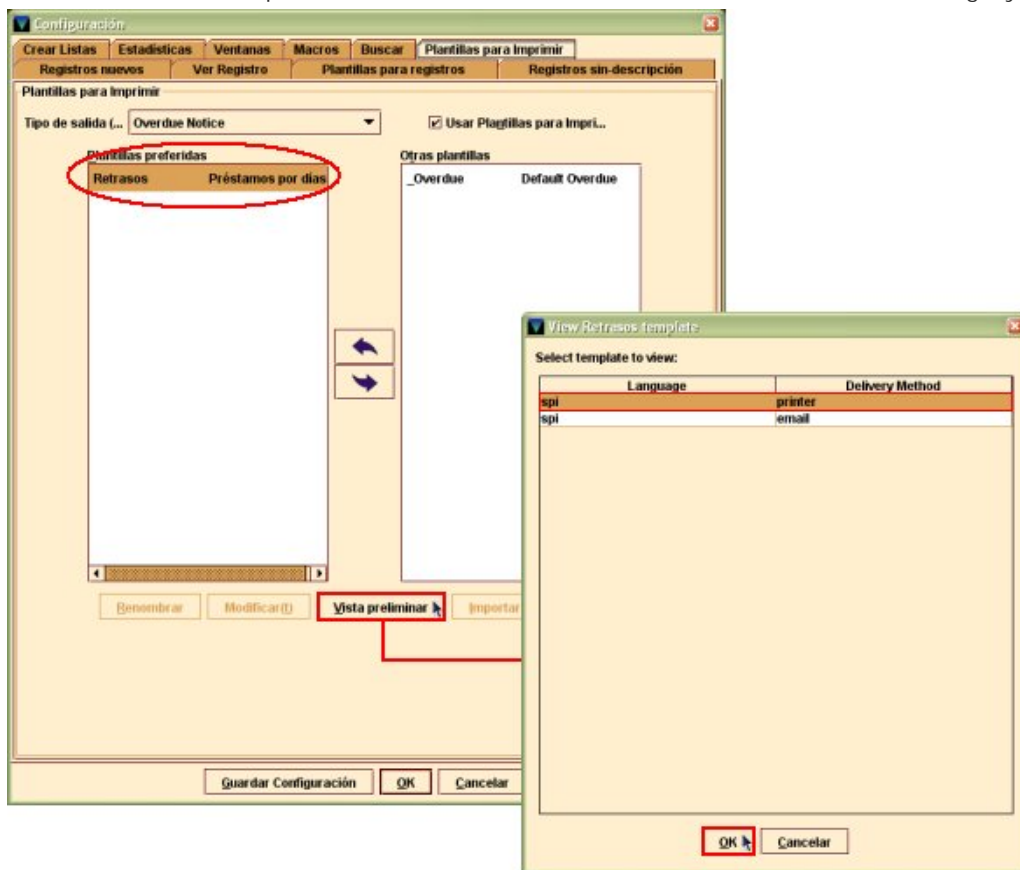 Configuración
Crear Listas Estadísticas Ventanas Macros Buscar Plantillas para Imprimir
Registros nuevos Ver Registro Plantillas para registros Registros sin-descripción
Plantillas para Imprimir
Tipo de salida (... Overdue Notice Usar Plantillas para Impri...
Plantillas preferidas Otras plantillas
Retrasos Préstamos por días _Overdue Default Overdue
View Retrasos template
Select template to view:
Language Delivery Method
spi printer
spi email
Renombrar Modificar(t) Vista preliminar Importar
Guardar Configuración OK Cancelar
OK Cancelar